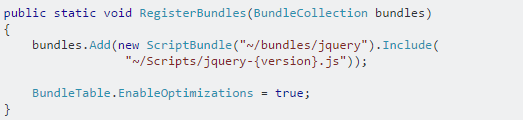 public static void RegisterBundles(BundleCollection bundles)
{
    bundles.Add(new ScriptBundle("~/bundles/jquery").Include(
                "~/Scripts/jquery-{version}.js"));
    BundleTable.EnableOptimizations = true;
}